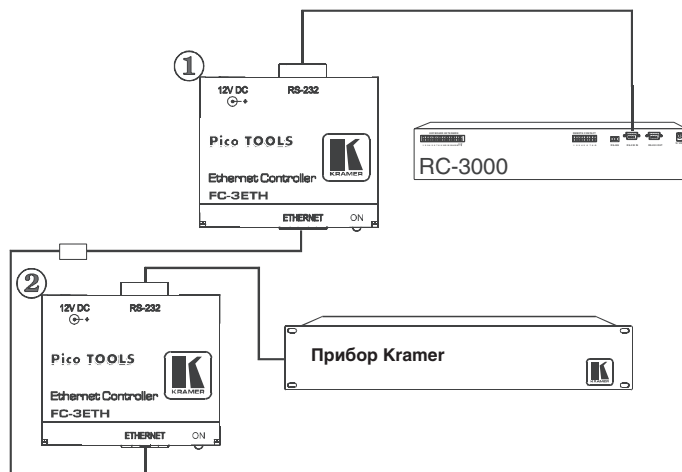 1
12V DC RS-232
Pico TOOLS
K
KRAMER
Ethernet Controller
FC-3ETH
ETHERNET ON
RC-3000
2
12V DC RS-232
Pico TOOLS
K
KRAMER
Ethernet Controller
FC-3ETH
ETHERNET ON
Прибор Kramer
K
KRAMER